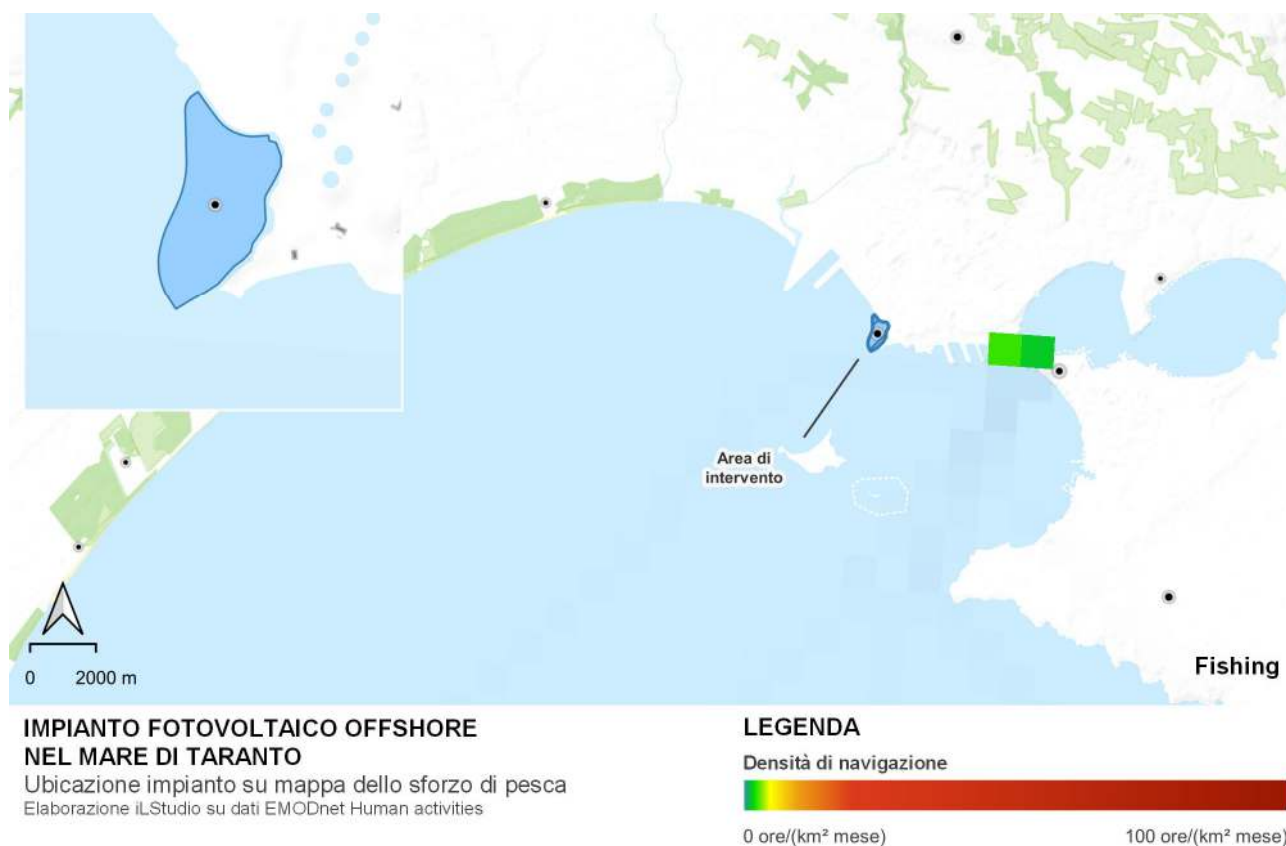 Area di
intervento
0 2000 m
Fishing
IMPIANTO FOTOVOLTAICO OFFSHORE
NEL MARE DI TARANTO
Ubicazione impianto su mappa dello sforzo di pesca
Elaborazione iLStudio su dati EMODnet Human activities
LEGENDA
Densità di navigazione
0 ore/(km² mese) 100 ore/(km² mese)